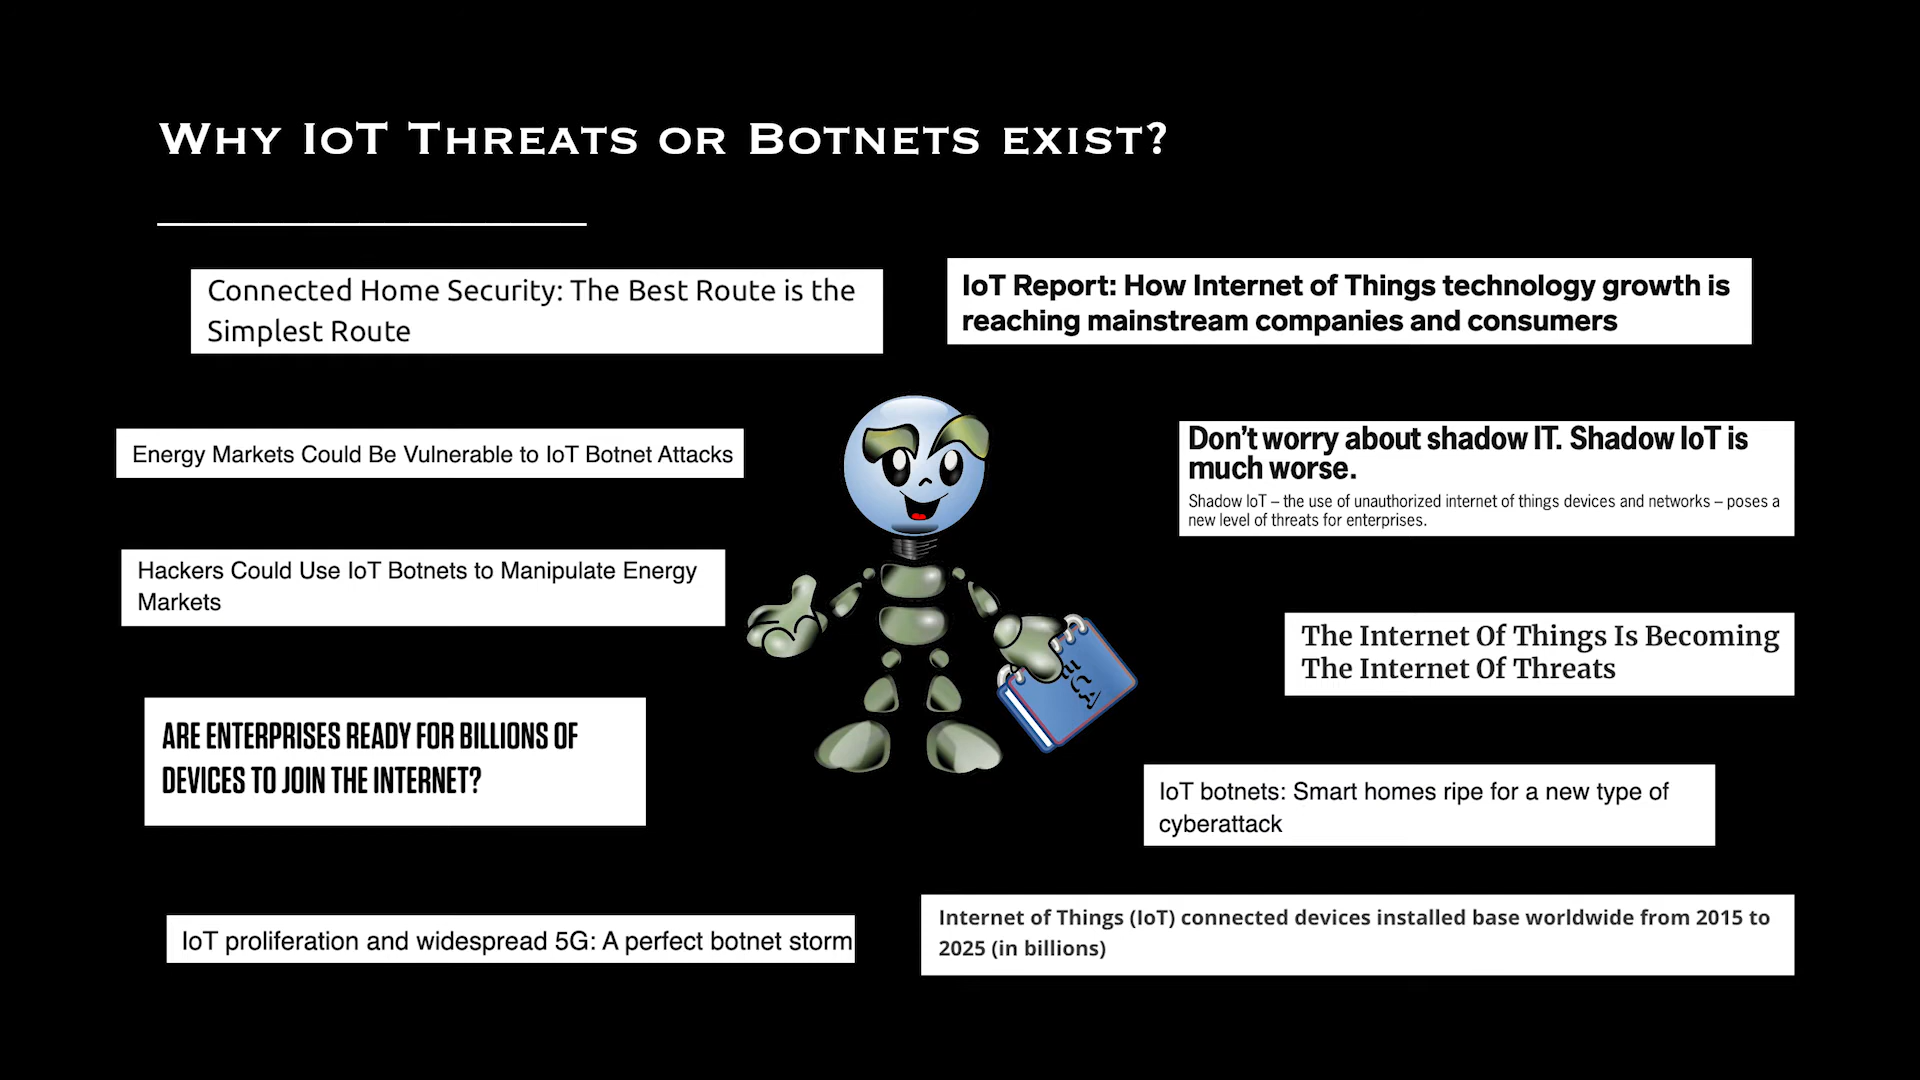 WHY IOT THREATS OR BOTNETS EXIST?
Connected Home Security: The Best Route is the
Simplest Route
IoT Report: How Internet of Things technology growth is
reaching mainstream companies and consumers
Energy Markets Could Be Vulnerable to IoT Botnet Attacks
Don't worry about shadow IT. Shadow IoT is
much worse.
Shadow IoT – the use of unauthorized internet of things devices and networks – poses a
new level of threats for enterprises.
Hackers Could Use IoT Botnets to Manipulate Energy
Markets
The Internet Of Things Is Becoming
The Internet Of Threats
ARE ENTERPRISES READY FOR BILLIONS OF
DEVICES TO JOIN THE INTERNET?
IoT botnets: Smart homes ripe for a new type of
cyberattack
IoT proliferation and widespread 5G: A perfect botnet storm
Internet of Things (IoT) connected devices installed base worldwide from 2015 to
2025 (in billions)